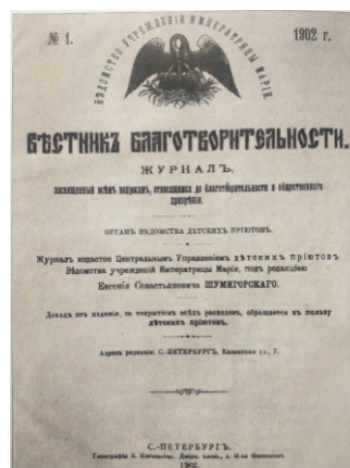 № 1.
1902 г.
ВѢДОМСТВО УЧРЕЖДЕНІЙ ИМПЕРАТРИЦЫ МАРІИ.
ВѢСТНИКЪ БЛАГОТВОРИТЕЛЬНОСТИ.
ЖУРНАЛЪ,
посвященный всѣмъ вопросамъ, относящимся до благотворительности и общественнаго
призрѣнія.
ОРГАНЪ ВѢДОМСТВА ДѢТСКИХЪ ПРІЮТОВЪ.
Журналъ издается Центральнымъ Управленіемъ дѣтскихъ пріютовъ
Вѣдомства учрежденій Императрицы Маріи, подъ редакціею
Евгенія Севастьяновича ШУМИГОРСКАГО.
Доходъ отъ изданія, за покрытіемъ всѣхъ расходовъ, обращается въ пользу
дѣтскихъ пріютовъ.
Адресъ редакціи: С.-ПЕТЕРБУРГЪ, Казанская ул., 7.
С.-ПЕТЕРБУРГЪ.
Типографія
1902.